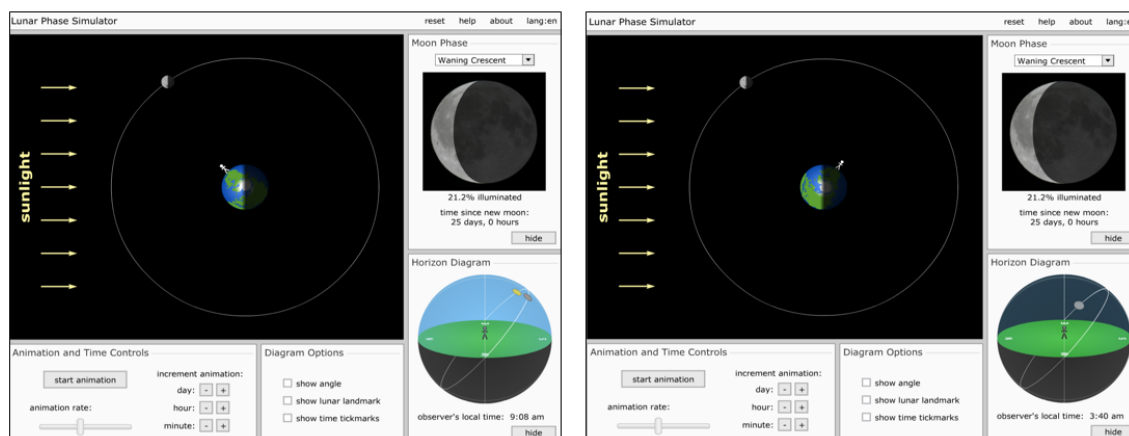 Lunar Phase Simulator
reset help about lang:en
Moon Phase
Waning Crescent
sunlight
21.2% illuminated
time since new moon:
25 days, 0 hours
hide
Horizon Diagram
Animation and Time Controls
start animation
increment animation:
day: - +
hour: - +
minute: - +
animation rate:
Diagram Options
show angle
show lunar landmark
show time tickmarks
observer's local time: 9:08 am
hide
Lunar Phase Simulator
reset help about lang:e
Moon Phase
Waning Crescent
sunlight
21.2% illuminated
time since new moon:
25 days, 0 hours
hide
Horizon Diagram
Animation and Time Controls
start animation
increment animation:
day: - +
hour: - +
minute: - +
animation rate:
Diagram Options
show angle
show lunar landmark
show time tickmarks
observer's local time: 3:40 am
hide